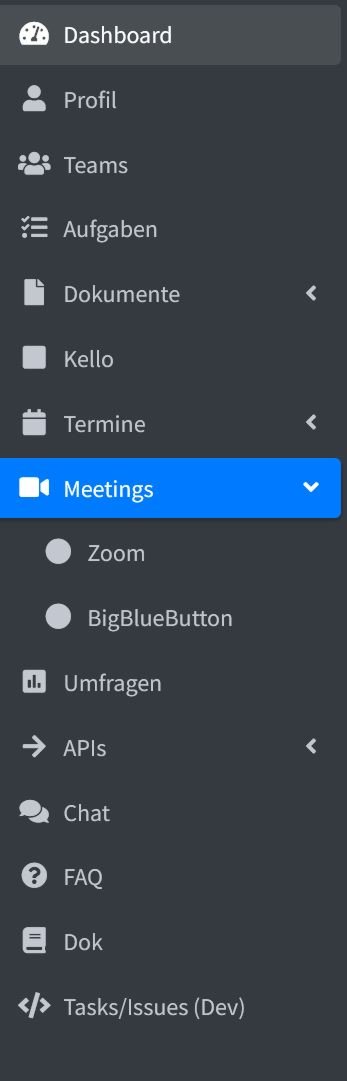 Dashboard
Profil
Teams
Aufgaben
Dokumente
Kello
Termine
Meetings
Zoom
BigBlueButton
Umfragen
APIs
Chat
FAQ
Dok
Tasks/Issues (Dev)